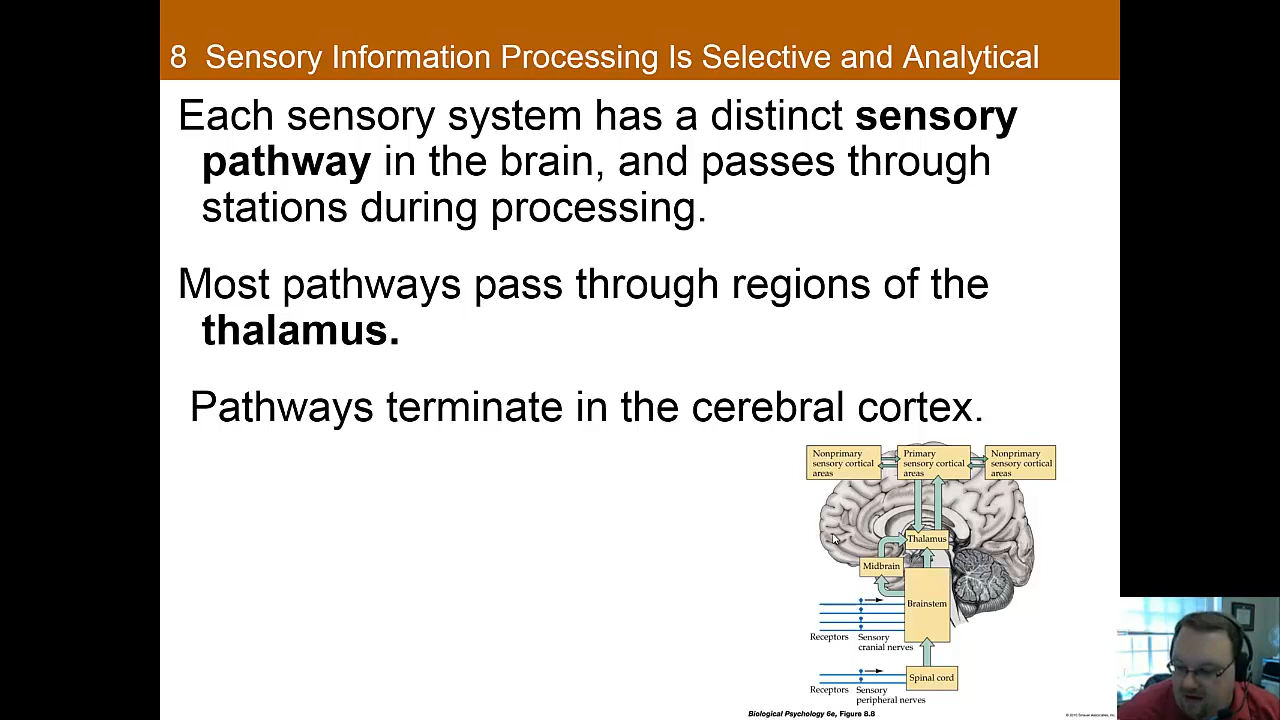 8 Sensory Information Processing Is Selective and Analytical
Each sensory system has a distinct sensory
pathway in the brain, and passes through
stations during processing.
Most pathways pass through regions of the
thalamus.
Pathways terminate in the cerebral cortex.
Nonprimary
sensory cortical
areas
Primary
sensory cortical
areas
Nonprimary
sensory cortical
areas
Thalamus
Midbrain
Brainstem
Receptors
Sensory
cranial nerves
Spinal cord
Receptors
Sensory
peripheral nerves
Biological Psychology 6e, Figure 8.8